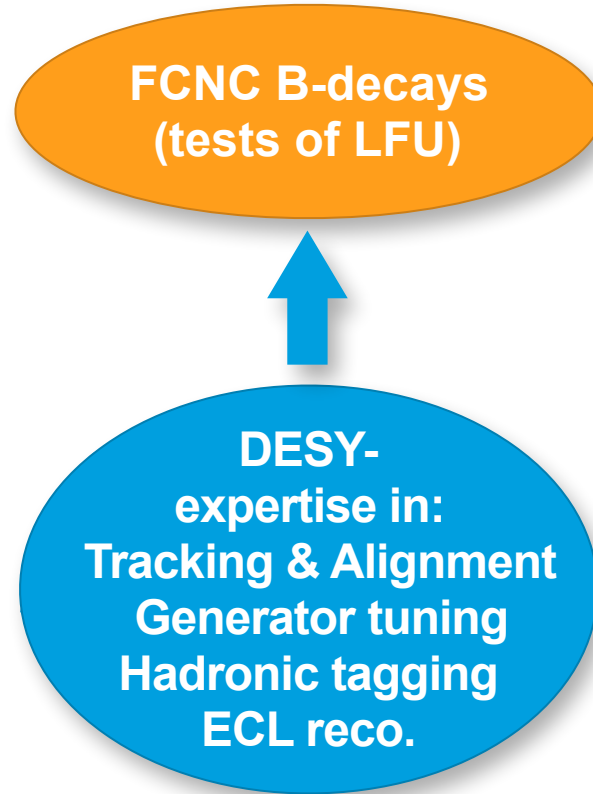 FCNC B-decays
(tests of LFU)
DESY-
expertise in:
Tracking & Alignment
Generator tuning
Hadronic tagging
ECL reco.